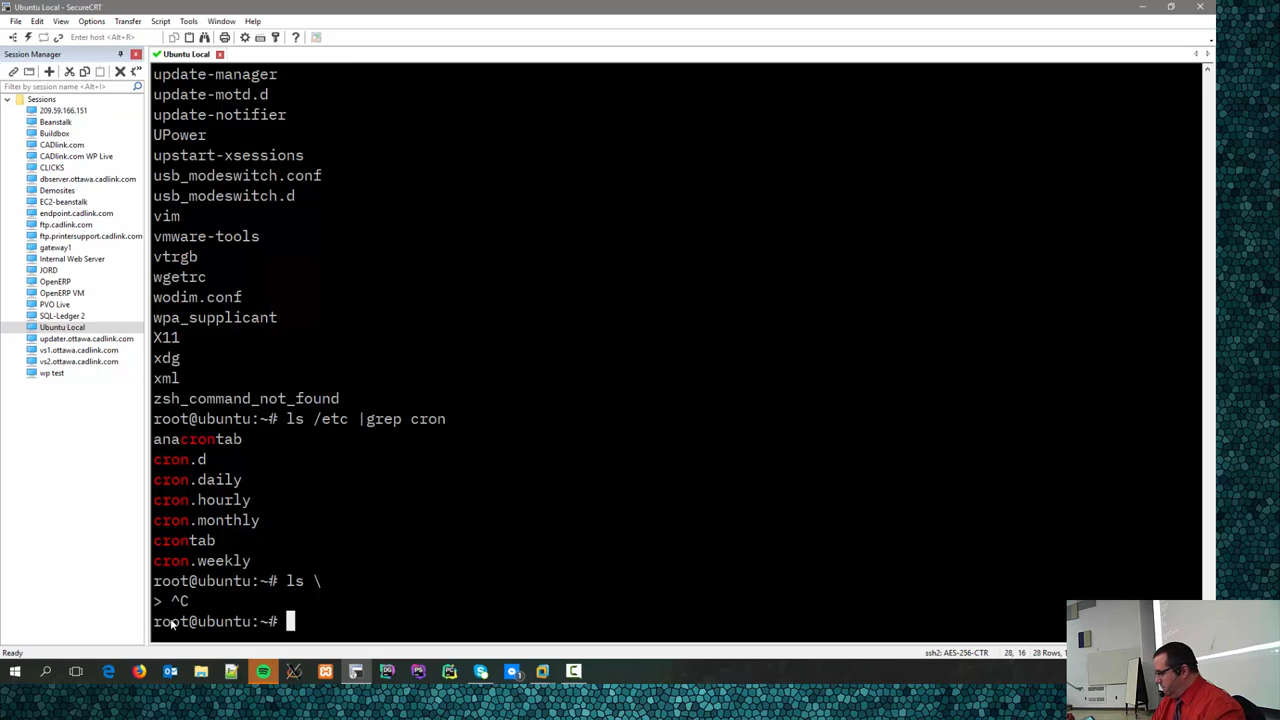 Ubuntu Local - SecureCRT
File Edit View Options Transfer Script Tools Window Help
Enter host <Alt+R>
Session Manager
Ubuntu Local
Filter by session name <Alt+I>
Sessions
209.59.166.151
Beanstalk
Buildbox
CADlink.com
CADlink.com WP Live
CLICKS
dbserver.ottawa.cadlink.com
Demosites
EC2-beanstalk
endpoint.cadlink.com
ftp.cadlink.com
ftp.printersupport.cadlink.com
gateway1
Internal Web Server
JORD
OpenERP
OpenERP VM
PVO Live
SQL-Ledger 2
Ubuntu Local
updater.ottawa.cadlink.com
vs1.ottawa.cadlink.com
vs2.ottawa.cadlink.com
wp test
update-manager
update-motd.d
update-notifier
UPower
upstart-xsessions
usb_modeswitch.conf
usb_modeswitch.d
vim
vmware-tools
vtrgb
wgetrc
wodim.conf
wpa_supplicant
X11
xdg
xml
zsh_command_not_found
root@ubuntu:~# ls /etc |grep cron
anacrontab
cron.d
cron.daily
cron.hourly
cron.monthly
crontab
cron.weekly
root@ubuntu:~# ls \
> ^C
root@ubuntu:~#
Ready
ssh2: AES-256-CTR
28, 16
28 Rows,